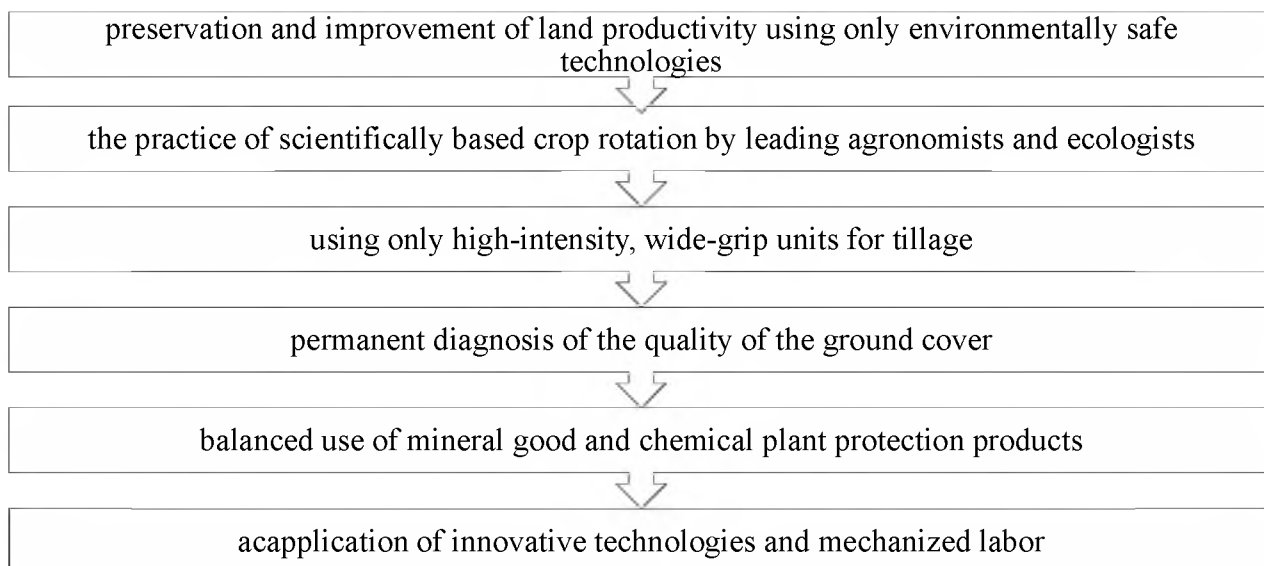 preservation and improvement of land productivity using only environmentally safe
technologies
the practice of scientifically based crop rotation by leading agronomists and ecologists
using only high-intensity, wide-grip units for tillage
permanent diagnosis of the quality of the ground cover
balanced use of mineral good and chemical plant protection products
acapplication of innovative technologies and mechanized labor